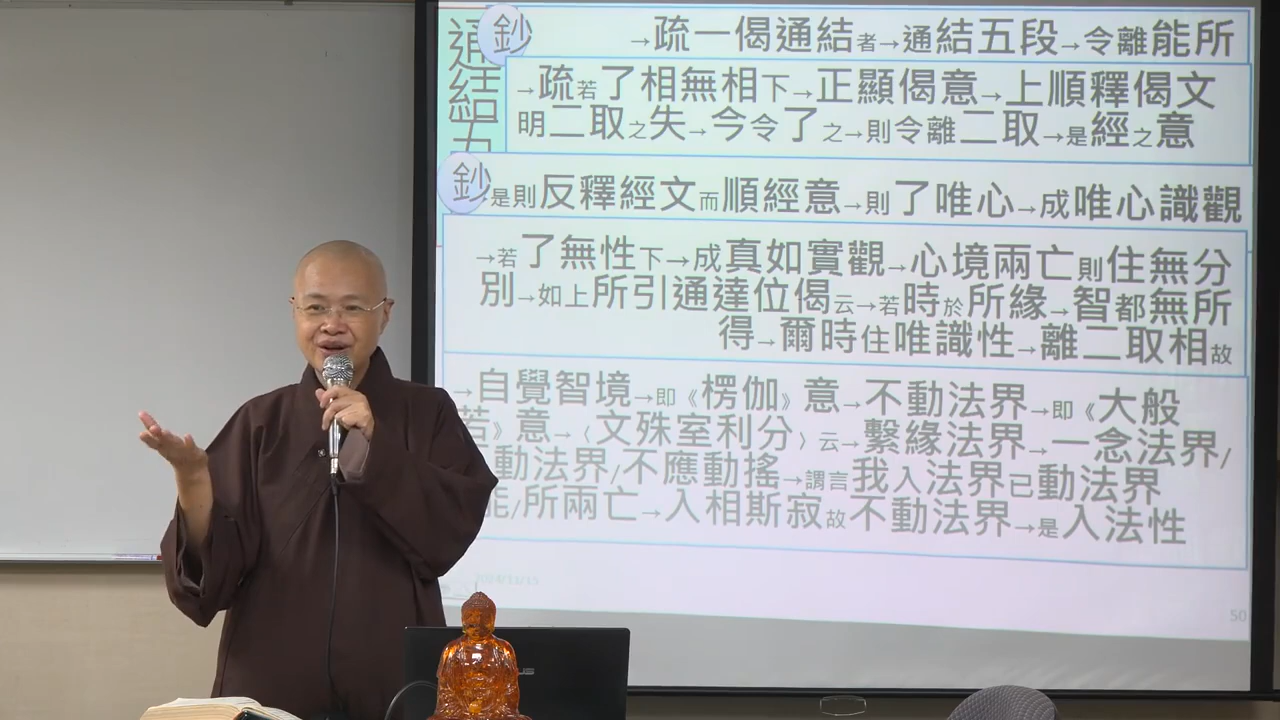 通結五
鈔
→疏一偈通結者→通結五段→令離能所
→疏若了相無相下→正顯偈意→上順釋偈文
明二取之失→今令了之→則令離二取→是經之意
鈔
是則反釋經文而順經意→則了唯心→成唯心識觀
→若了無性下→成真如實觀→心境兩亡則住無分
別→如上所引通達位偈云→若時於所緣→智都無所
得→爾時住唯識性→離二取相故
→自覺智境→即《楞伽》意→不動法界→即《大般
若》意→〈文殊室利分〉云→繫緣法界→一念法界/
動法界/不應動搖→謂言我入法界已動法界
能/所兩亡→入相斯寂故不動法界→是入法性
50